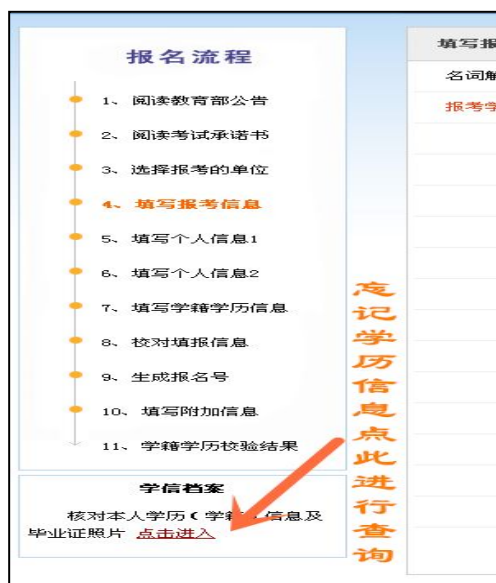 报名流程
1、阅读教育部公告
2、阅读考试承诺书
3、选择报考的单位
4、填写报考信息
5、填写个人信息1
6、填写个人信息2
7、填写学籍学历信息
8、校对填报信息
9、生成报名号
10、填写附加信息
11、学籍学历校验结果
学信档案
核对本人学历(学籍)信息及
毕业证照片 点击进入
忘记学历信息点此进行查询
填写报
名词解
报考学